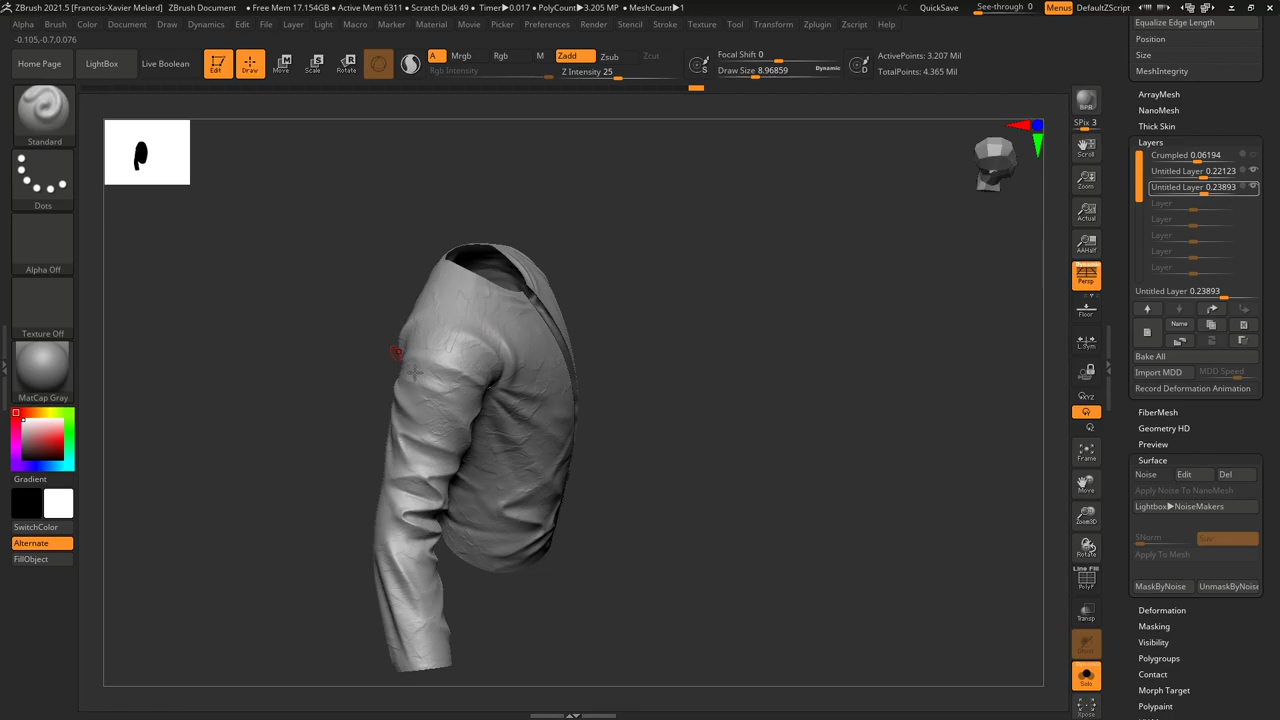 ZBrush 2021.5 [Francois-Xavier Melard]   ZBrush Document   • Free Mem 17.154GB • Active Mem 6311 • Scratch Disk 49 • Timer▶0.017 • PolyCount▶3.205 MP • MeshCount▶1
AC QuickSave See-through 0 Menus DefaultZScript
Alpha Brush Color Document Draw Dynamics Edit File Layer Light Macro Marker Material Movie Picker Preferences Render Stencil Stroke Texture Tool Transform Zplugin Zscript Help
-0.105,-0.7,0.076
Home Page LightBox Live Boolean Edit Draw Move Scale Rotate
A Mrgb Rgb M Zadd Zsub Zcut
Rgb Intensity Z Intensity 25
Focal Shift 0
Draw Size 8.96859 Dynamic
S
D
ActivePoints: 3.207 Mil
TotalPoints: 4.365 Mil
Standard
Dots
Alpha Off
Texture Off
MatCap Gray
Gradient
SwitchColor
Alternate
FillObject
BPR
SPix 3
Scroll
Zoom
Actual
AAHalf
Dynamic
Persp
Floor
L.Sym
XYZ
Y
Z
Frame
Move
Zoom3D
Rotate
Line Fill
PolyF
Transp
Ghost
Solo
Xpose
Equalize Edge Length
Position
Size
MeshIntegrity
ArrayMesh
NanoMesh
Thick Skin
Layers
Crumpled 0.06194
Untitled Layer 0.22123
Untitled Layer 0.23893
Layer
Layer
Layer
Layer
Layer
Untitled Layer 0.23893
Name
Bake All
Import MDD MDD Speed
Record Deformation Animation
FiberMesh
Geometry HD
Preview
Surface
Noise Edit Del
Apply Noise To NanoMesh
Lightbox▶NoiseMakers
SNorm
Apply To Mesh
MaskByNoise UnmaskByNoise
Deformation
Masking
Visibility
Polygroups
Contact
Morph Target
Polypaint